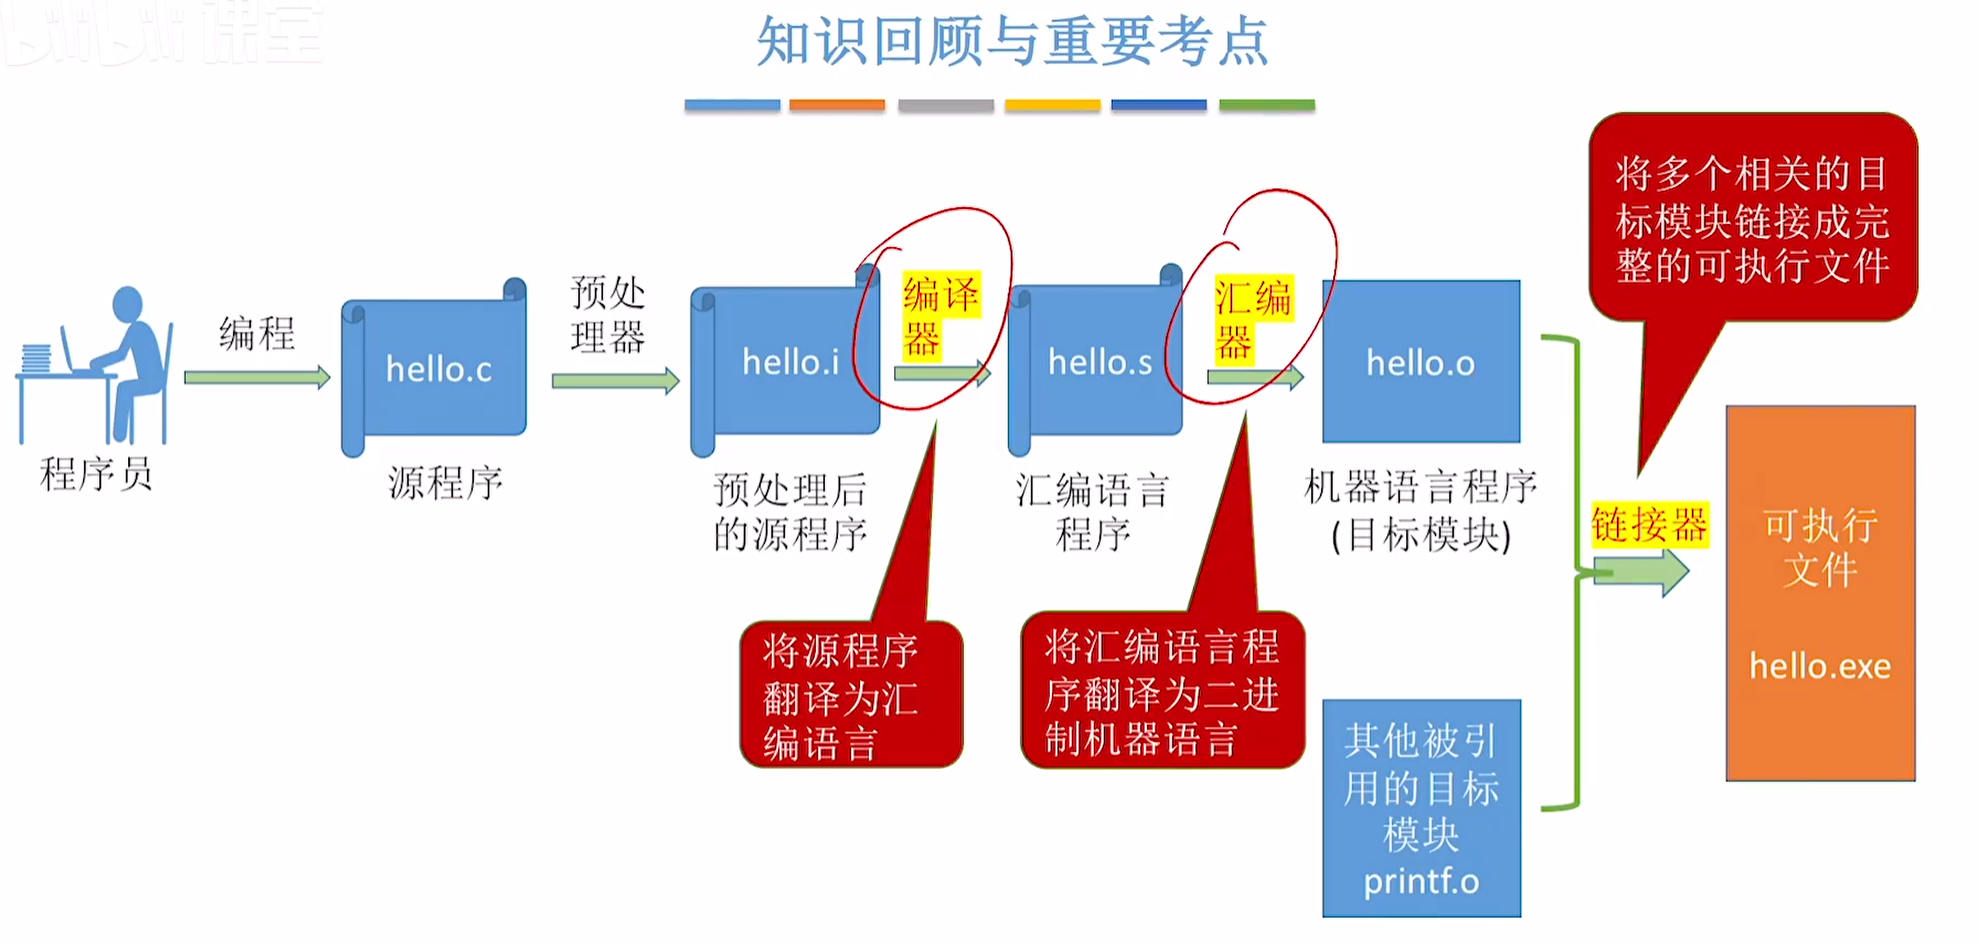 课堂
知识回顾与重要考点
将多个相关的目
标模块链接成完
整的可执行文件
程序员
编程
hello.c
源程序
预处
理器
hello.i
预处理后
的源程序
编译
器
将源程序
翻译为汇
编语言
hello.s
汇编语言
程序
汇编
器
将汇编语言程
序翻译为二进
制机器语言
hello.o
机器语言程序
(目标模块)
其他被引
用的目标
模块
printf.o
链接器
可执行
文件
hello.exe